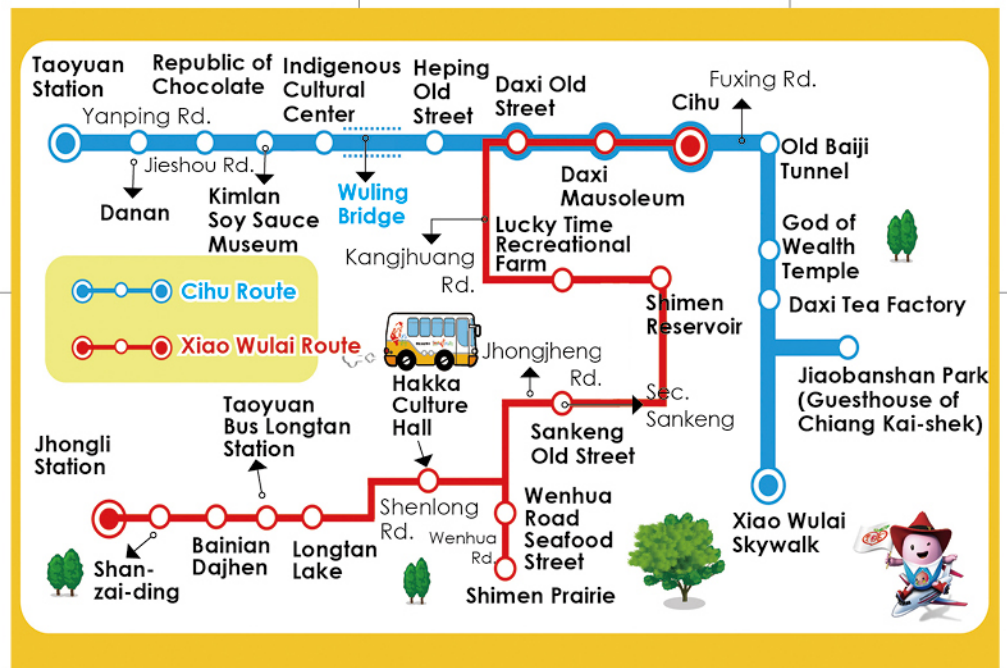 Taoyuan
Station
Republic of
Chocolate
Indigenous
Cultural
Center
Heping
Old
Street
Daxi Old
Street
Cihu
Fuxing Rd.
Yanping Rd.
Jieshou Rd.
Danan
Kimlan
Soy Sauce
Museum
Wuling
Bridge
Daxi
Mausoleum
Old Baiji
Tunnel
Kangjhuang
Rd.
Lucky Time
Recreational
Farm
God of
Wealth
Temple
Shimen
Reservoir
Daxi Tea Factory
Cihu Route
Xiao Wulai Route
Jhongjheng
Rd.
Jiaobanshan Park
(Guesthouse of
Chiang Kai-shek)
Hakka
Culture
Hall
Sec.
Sankeng
Sankeng
Old Street
Taoyuan
Bus Longtan
Station
Jhongli
Station
Shenlong
Rd.
Wenhua
Rd.
Wenhua
Road
Seafood
Street
Shan-
zai-ding
Bainian
Dajhen
Longtan
Lake
Shimen Prairie
Xiao Wulai
Skywalk